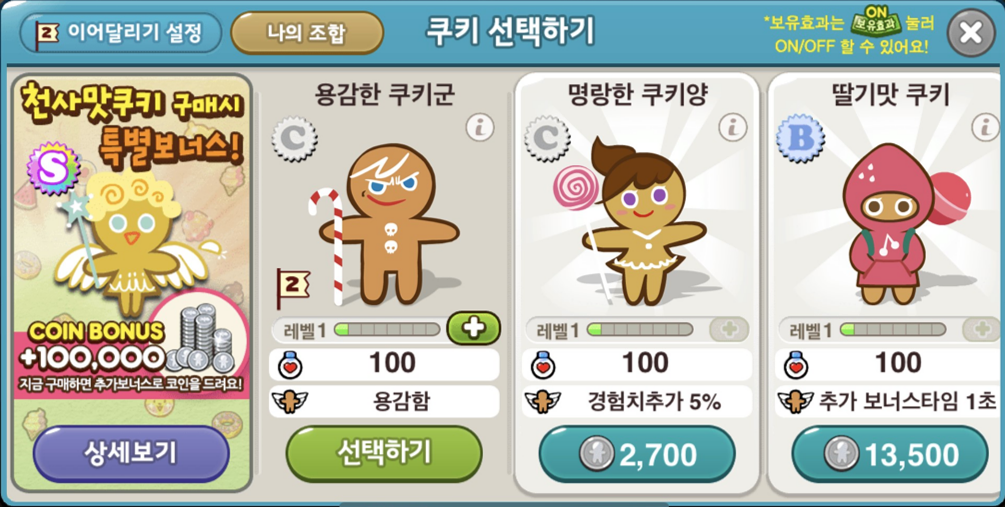 2 이어달리기 설정
나의 조합
쿠키 선택하기
*보유효과는 ON 보유효과 눌러
ON/OFF 할 수 있어요!
천사맛쿠키 구매시
특별보너스!
S
COIN BONUS
+100,000
지금 구매하면 추가보너스로 코인을 드려요!
상세보기
용감한 쿠키군
C
i
2
레벨 1
100
용감함
선택하기
명랑한 쿠키양
C
i
레벨 1
100
경험치추가 5%
2,700
딸기맛 쿠키
B
i
레벨 1
100
추가 보너스타임 1초
13,500